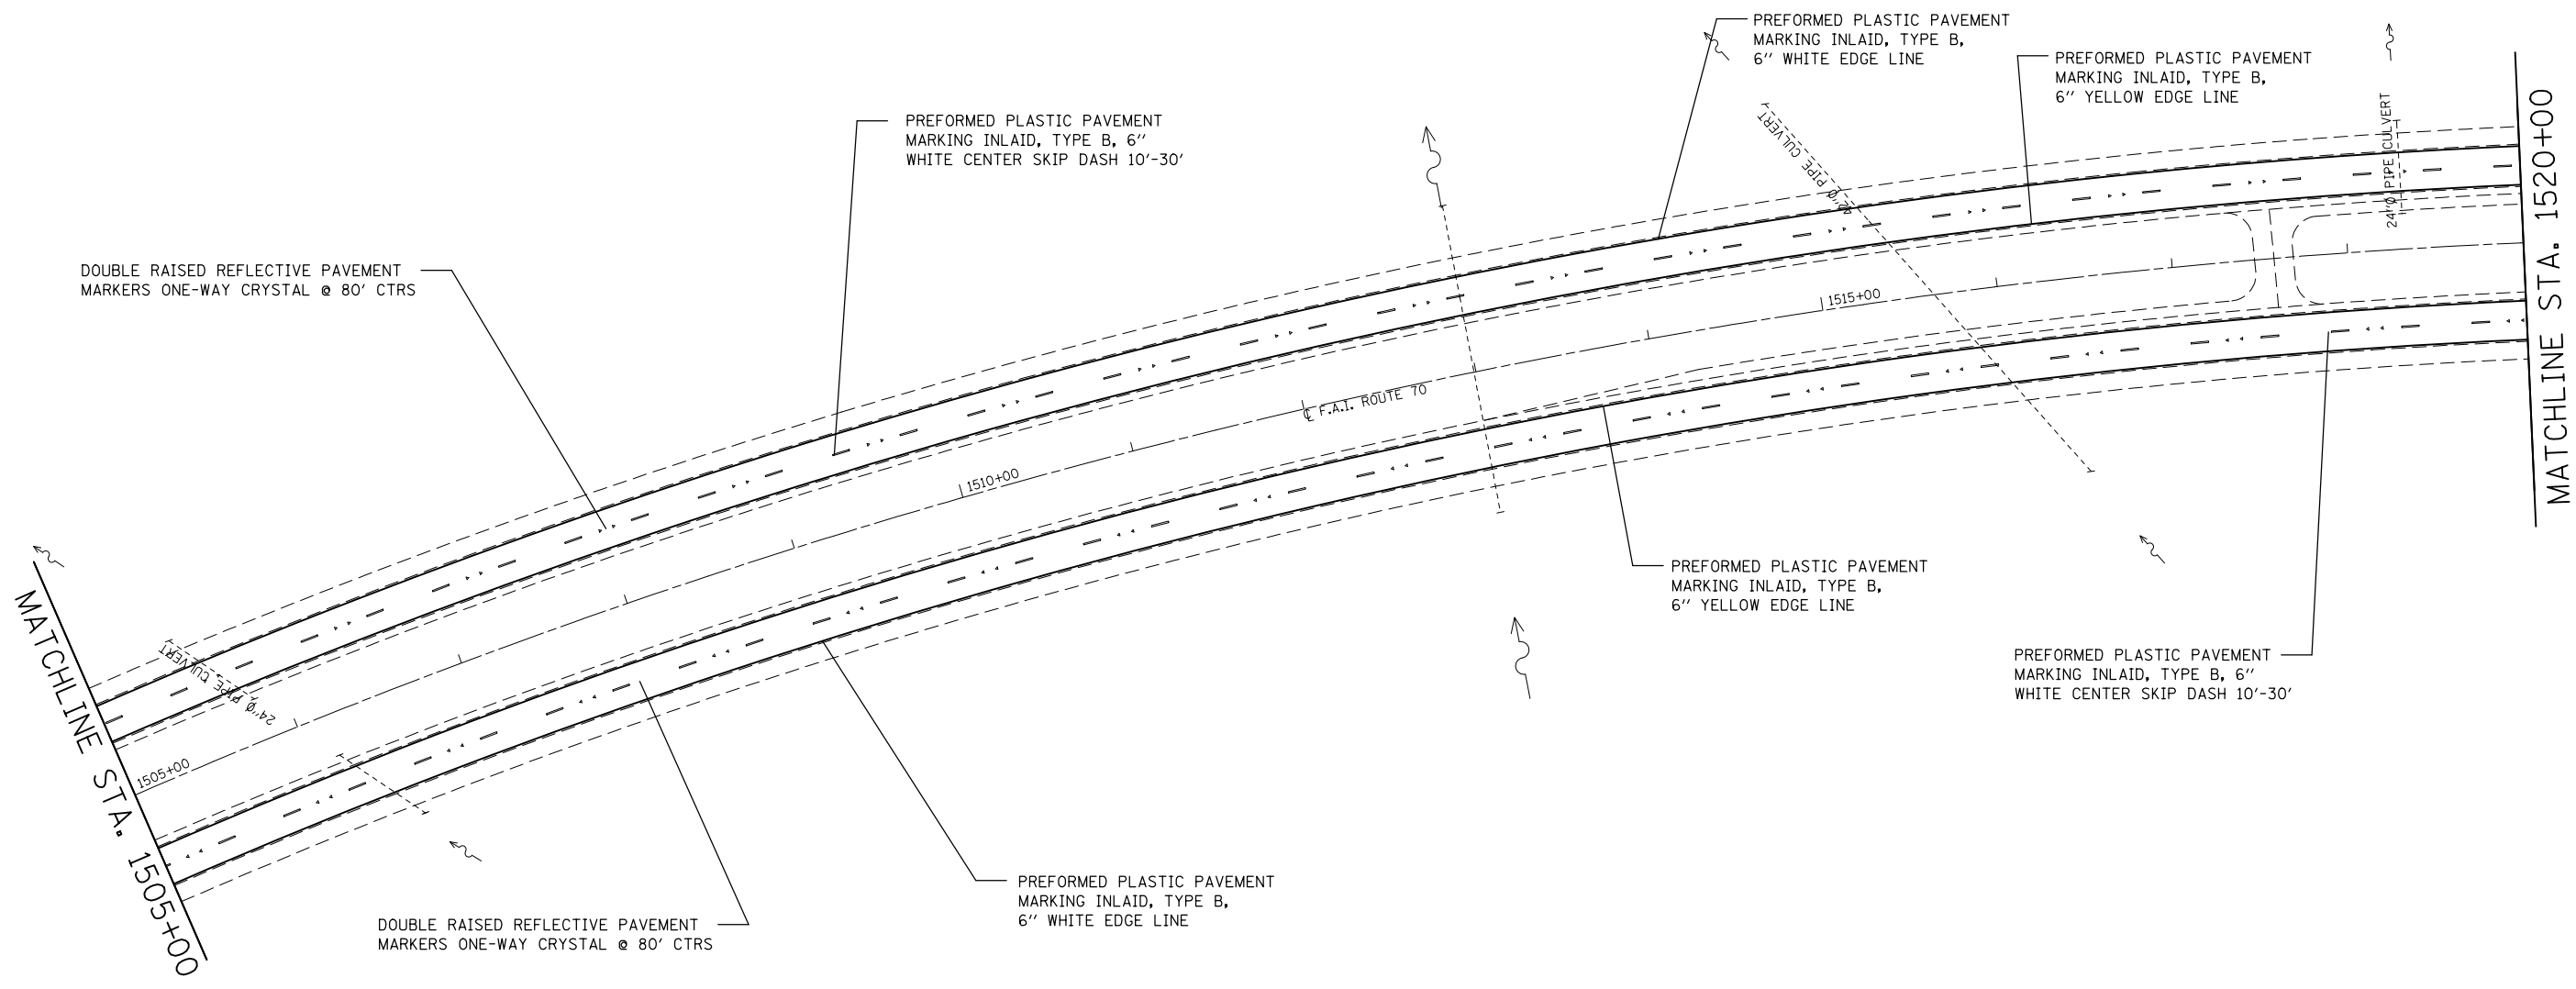 PREFORMED PLASTIC PAVEMENT
MARKING INLAID, TYPE B,
6" WHITE EDGE LINE
PREFORMED PLASTIC PAVEMENT
MARKING INLAID, TYPE B,
6" YELLOW EDGE LINE
PREFORMED PLASTIC PAVEMENT
MARKING INLAID, TYPE B, 6"
WHITE CENTER SKIP DASH 10'-30'
DOUBLE RAISED REFLECTIVE PAVEMENT
MARKERS ONE-WAY CRYSTAL @ 80' CTRS
42"Ø PIPE CULVERT
24"Ø PIPE CULVERT
MATCHLINE STA. 1520+00
1515+00
℄ F.A.I. ROUTE 70
1510+00
24"Ø PIPE CULVERT
1505+00
MATCHLINE STA. 1505+00
PREFORMED PLASTIC PAVEMENT
MARKING INLAID, TYPE B,
6" YELLOW EDGE LINE
PREFORMED PLASTIC PAVEMENT
MARKING INLAID, TYPE B, 6"
WHITE CENTER SKIP DASH 10'-30'
PREFORMED PLASTIC PAVEMENT
MARKING INLAID, TYPE B,
6" WHITE EDGE LINE
DOUBLE RAISED REFLECTIVE PAVEMENT
MARKERS ONE-WAY CRYSTAL @ 80' CTRS